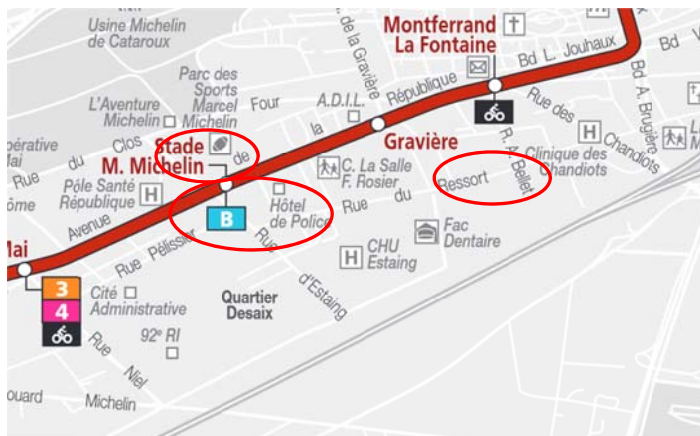 Usine Michelin
de Cataroux
de la Gravière
Montferrand
La Fontaine
Bd L. Jouhaux
Bd
Parc des
Sports
Marcel
Michelin
L'Aventure
Michelin
Four
A.D.I.L.
la
République
Rue des
Chandiots
Bd A. Brugière
Rue du Clos
Stade
M. Michelin
de
Gravière
R. A. Bellet
H
Clinique des
Chandiots
Pôle Santé
République
H
C. La Salle
F. Rosier
Rue du Ressort
B
Hôtel
de Police
Avenue
Rue Pélissier
Rue d'Estaing
Fac
Dentaire
H
CHU
Estaing
Mai
3
4
Cité
Administrative
Quartier
Desaix
92e RI
Rue Niel
Michelin